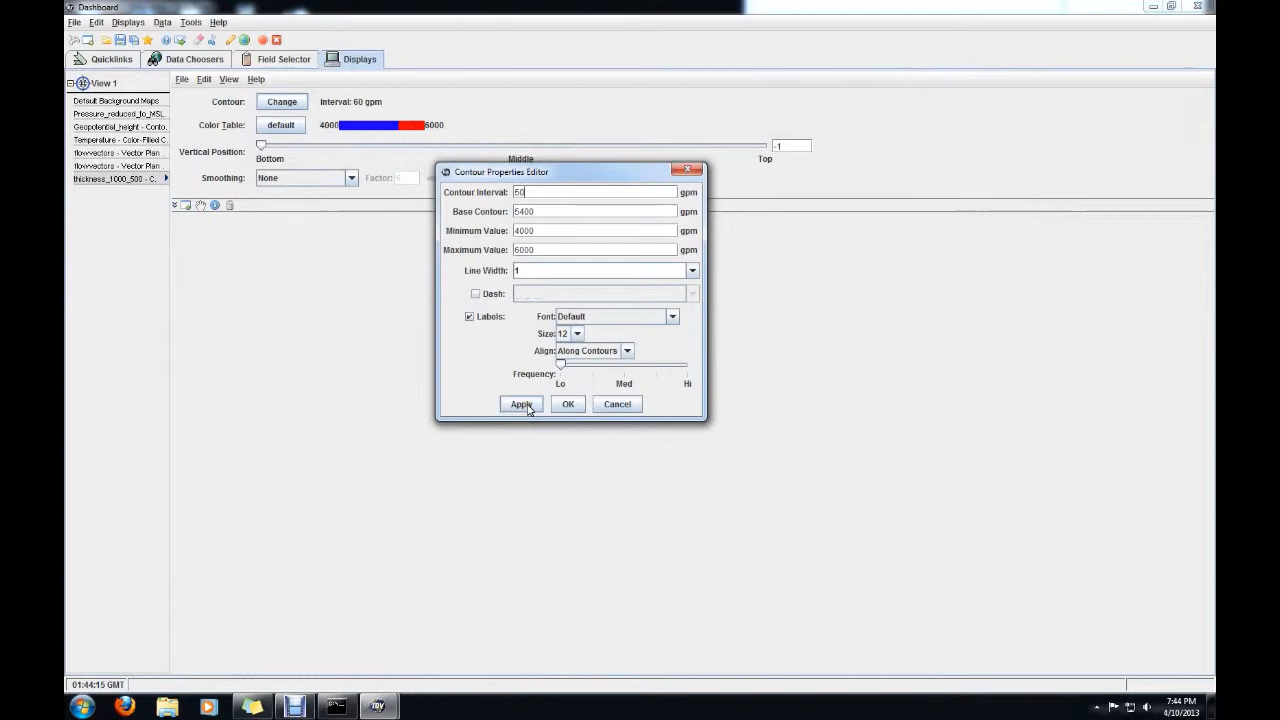 Dashboard
File Edit Displays Data Tools Help
Quicklinks Data Choosers Field Selector Displays
View 1
File Edit View Help
Default Background Maps
Pressure_reduced_to_MSL
Geopotential_height - Conto
Temperature - Color-Filled C
flowvectors - Vector Plan
flowvectors - Vector Plan
thickness_1000_500 - C
Contour: Change Interval: 60 gpm
Color Table: default 4000 6000
Vertical Position: -1
Bottom Middle Top
Smoothing: None Factor: 6
Contour Properties Editor
Contour Interval: 50 gpm
Base Contour: 5400 gpm
Minimum Value: 4000 gpm
Maximum Value: 6000 gpm
Line Width: 1
Dash:
Labels: Font: Default
Size: 12
Align: Along Contours
Frequency:
Lo Med Hi
Apply OK Cancel
01:44:15 GMT
IDV
7:44 PM
4/10/2013